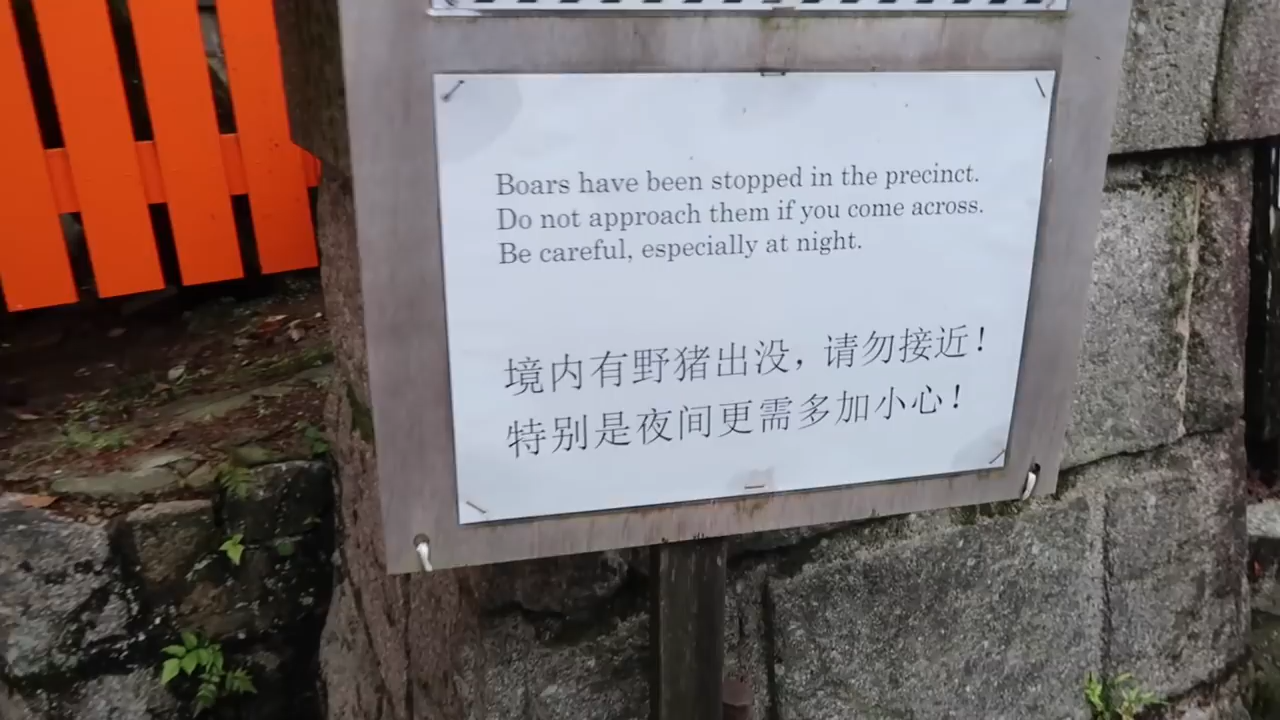 Boars have been stopped in the precinct.
Do not approach them if you come across.
Be careful, especially at night.
境内有野猪出没，请勿接近！
特别是夜间更需多加小心！